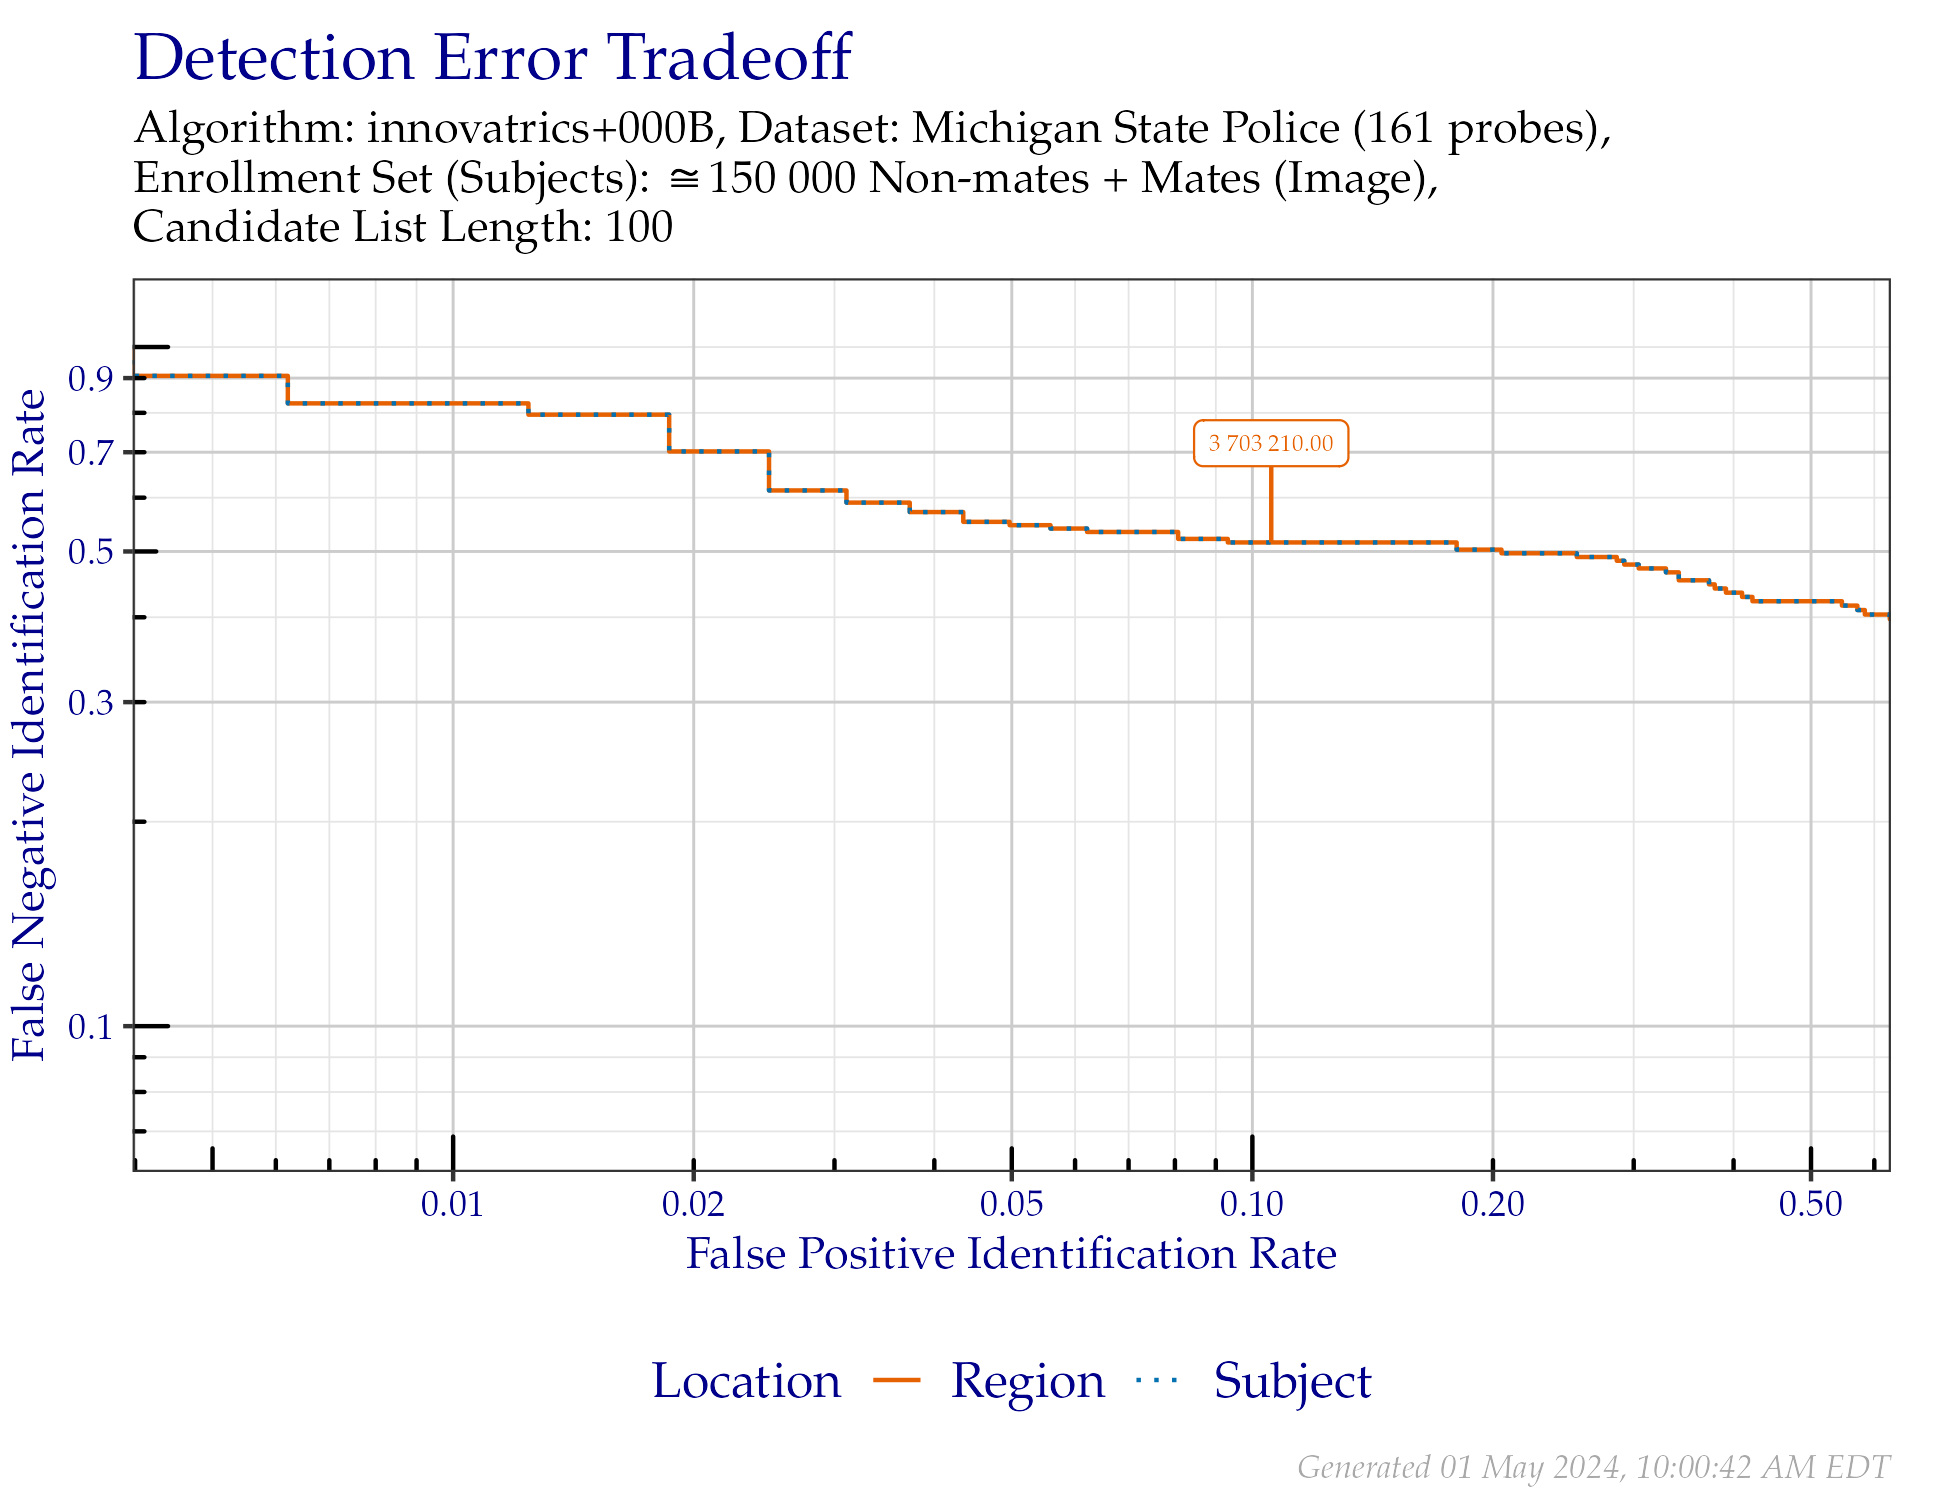 Detection Error Tradeoff
Algorithm: innovatrics+000B, Dataset: Michigan State Police (161 probes),
Enrollment Set (Subjects): ≅ 150 000 Non-mates + Mates (Image),
Candidate List Length: 100
False Negative Identification Rate
0.9
0.7
0.5
0.3
0.1
3 703 210.00
0.01 0.02 0.05 0.10 0.20 0.50
False Positive Identification Rate
Location Region Subject
Generated 01 May 2024, 10:00:42 AM EDT